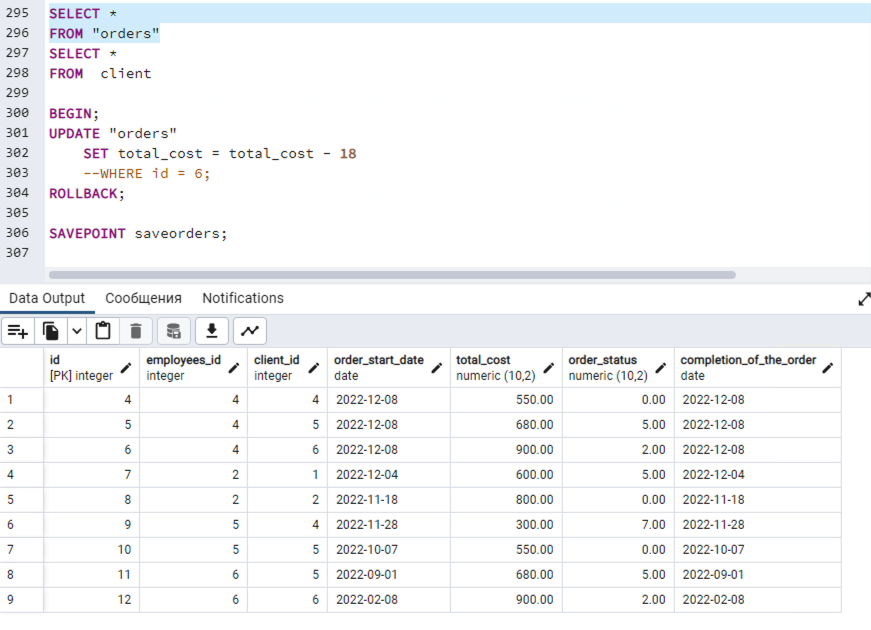 295 SELECT *
296 FROM "orders"
297 SELECT *
298 FROM  client
299
300 BEGIN;
301 UPDATE "orders"
302     SET total_cost = total_cost - 18
303     --WHERE id = 6;
304 ROLLBACK;
305
306 SAVEPOINT saveorders;
307
Data Output Сообщения Notifications
id employees_id client_id order_start_date total_cost order_status completion_of_the_order
[PK] integer integer integer date numeric (10,2) numeric (10,2) date
1 4 4 4 2022-12-08 550.00 0.00 2022-12-08
2 5 4 5 2022-12-08 680.00 5.00 2022-12-08
3 6 4 6 2022-12-08 900.00 2.00 2022-12-08
4 7 2 1 2022-12-04 600.00 5.00 2022-12-04
5 8 2 2 2022-11-18 800.00 0.00 2022-11-18
6 9 5 4 2022-11-28 300.00 7.00 2022-11-28
7 10 5 5 2022-10-07 550.00 0.00 2022-10-07
8 11 6 5 2022-09-01 680.00 5.00 2022-09-01
9 12 6 6 2022-02-08 900.00 2.00 2022-02-08